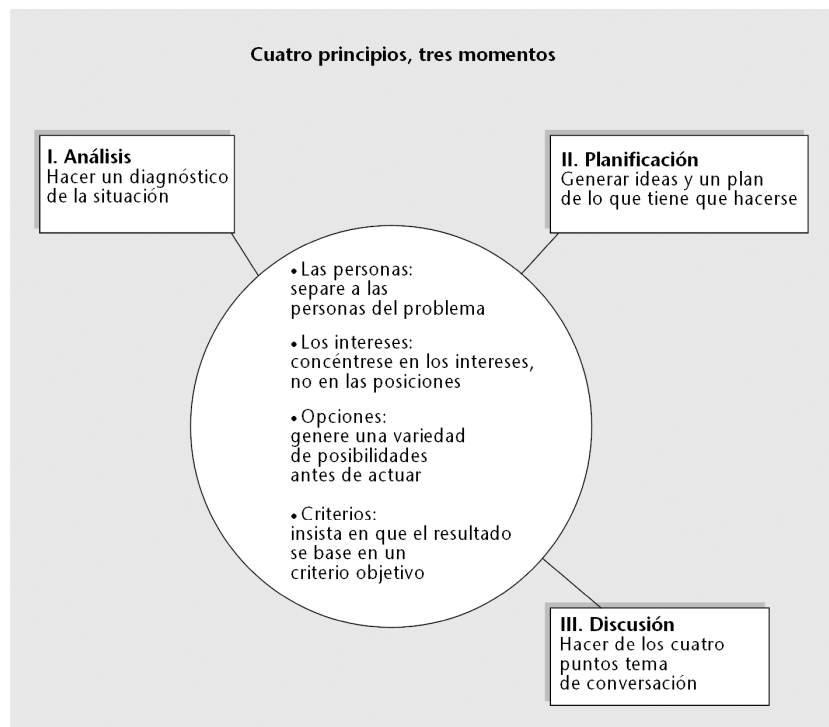 Cuatro principios, tres momentos
I. Análisis
Hacer un diagnóstico
de la situación
II. Planificación
Generar ideas y un plan
de lo que tiene que hacerse
• Las personas:
separe a las
personas del problema
• Los intereses:
concéntrese en los intereses,
no en las posiciones
• Opciones:
genere una variedad
de posibilidades
antes de actuar
• Criterios:
insista en que el resultado
se base en un
criterio objetivo
III. Discusión
Hacer de los cuatro
puntos tema
de conversación